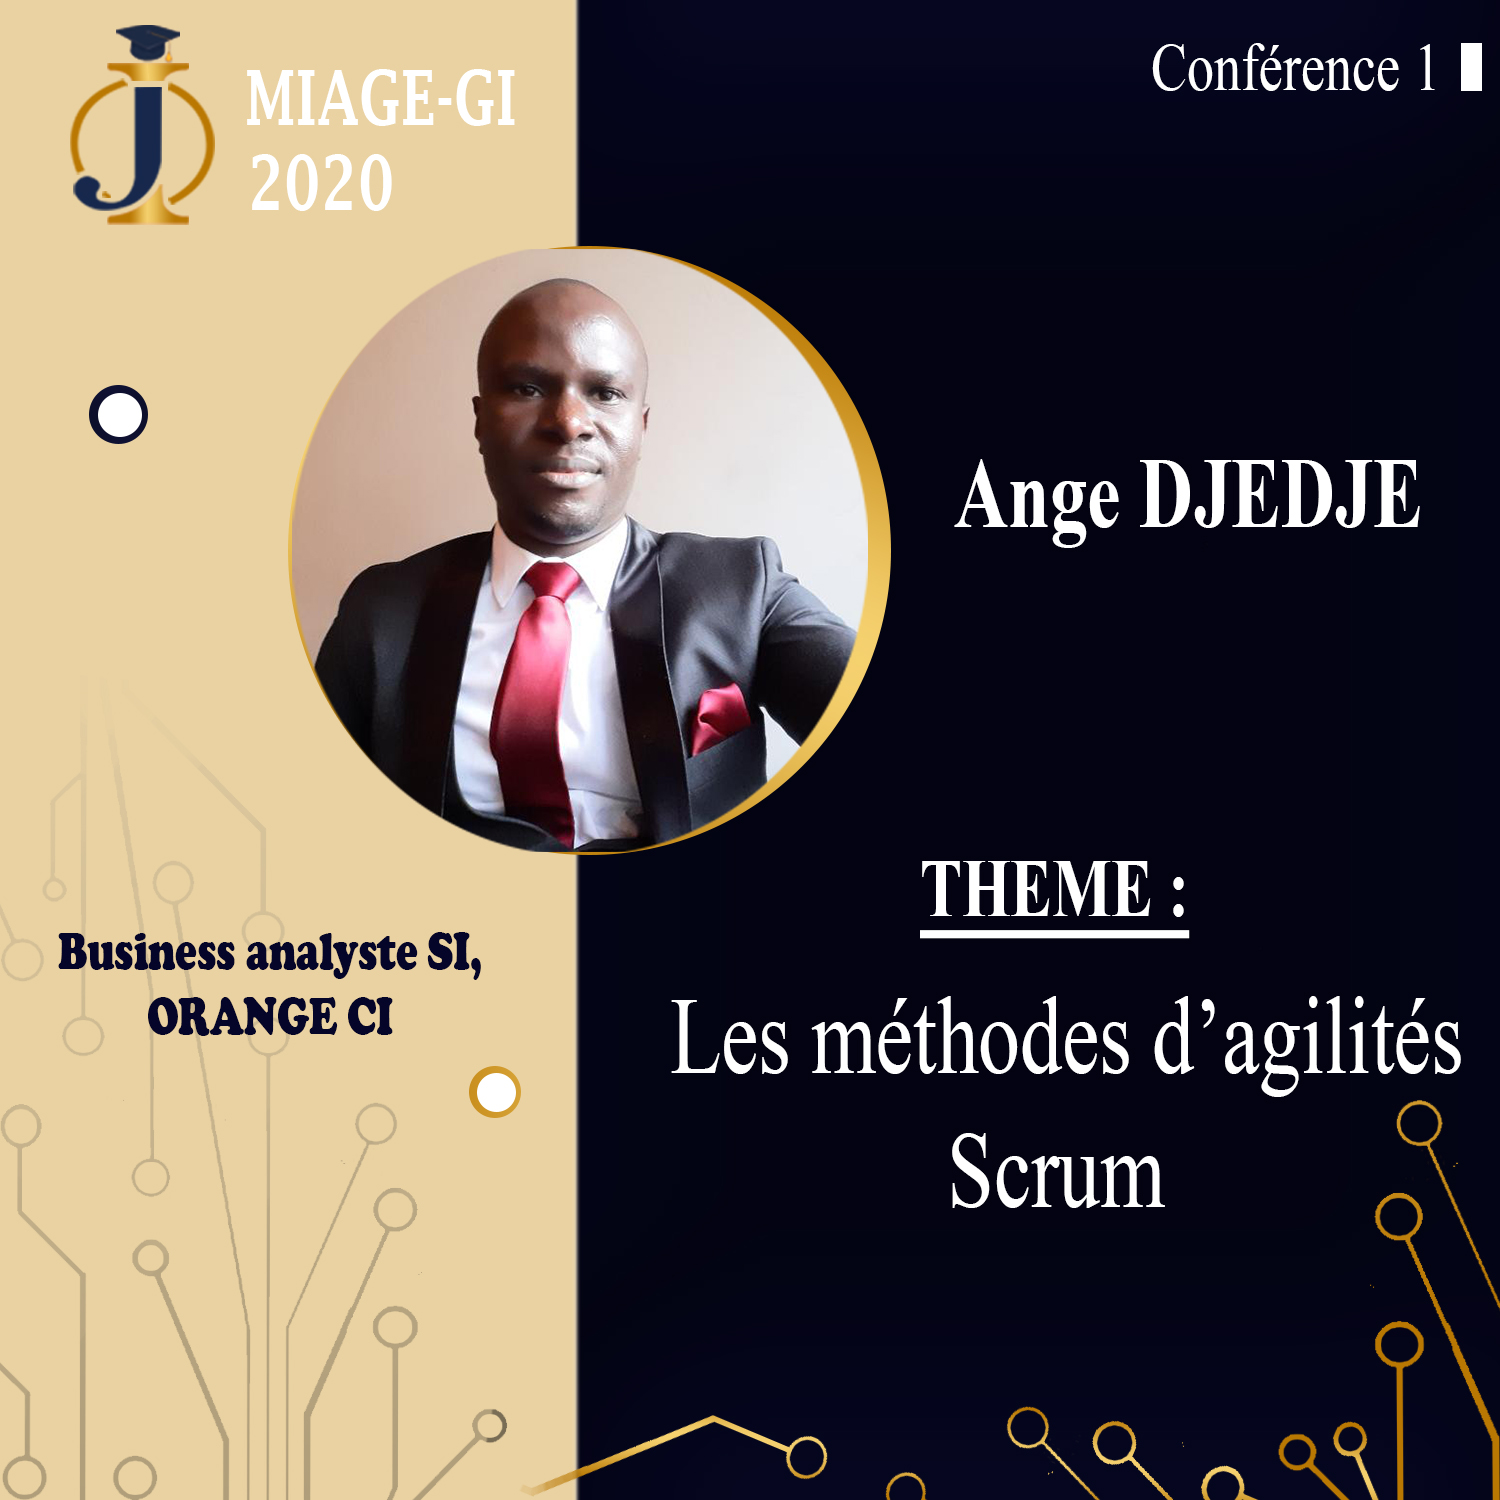 MIAGE-GI
2020
Conférence 1
Ange DJEDJE
Business analyste SI,
ORANGE CI
THEME :
Les méthodes d’agilités
Scrum